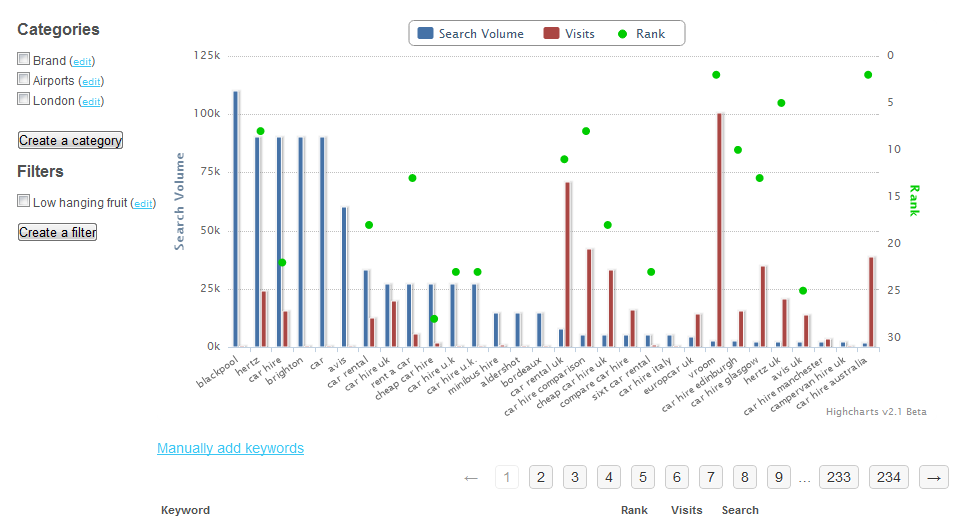 Categories
Brand (edit)
Airports (edit)
London (edit)
Create a category
Filters
Low hanging fruit (edit)
Create a filter
Search Volume Visits Rank
125k
100k
75k
50k
25k
0k
Search Volume
0
5
10
15
20
25
30
Rank
blackpool
hertz
car hire
brighton
car
avis
car rental
car hire uk
rent a car
cheap car hire
car hire u.k
car hire u.k.
minibus hire
aldershot
bordeaux
car rental uk
car hire comparison
cheap car hire uk
compare car hire
sixt car rental
car hire italy
europcar uk
vroom
car hire edinburgh
car hire glasgow
hertz uk
avis uk
car hire manchester
campervan hire uk
car hire australia
Highcharts v2.1 Beta
Manually add keywords
← 1 2 3 4 5 6 7 8 9 ... 233 234 →
Keyword Rank Visits Search